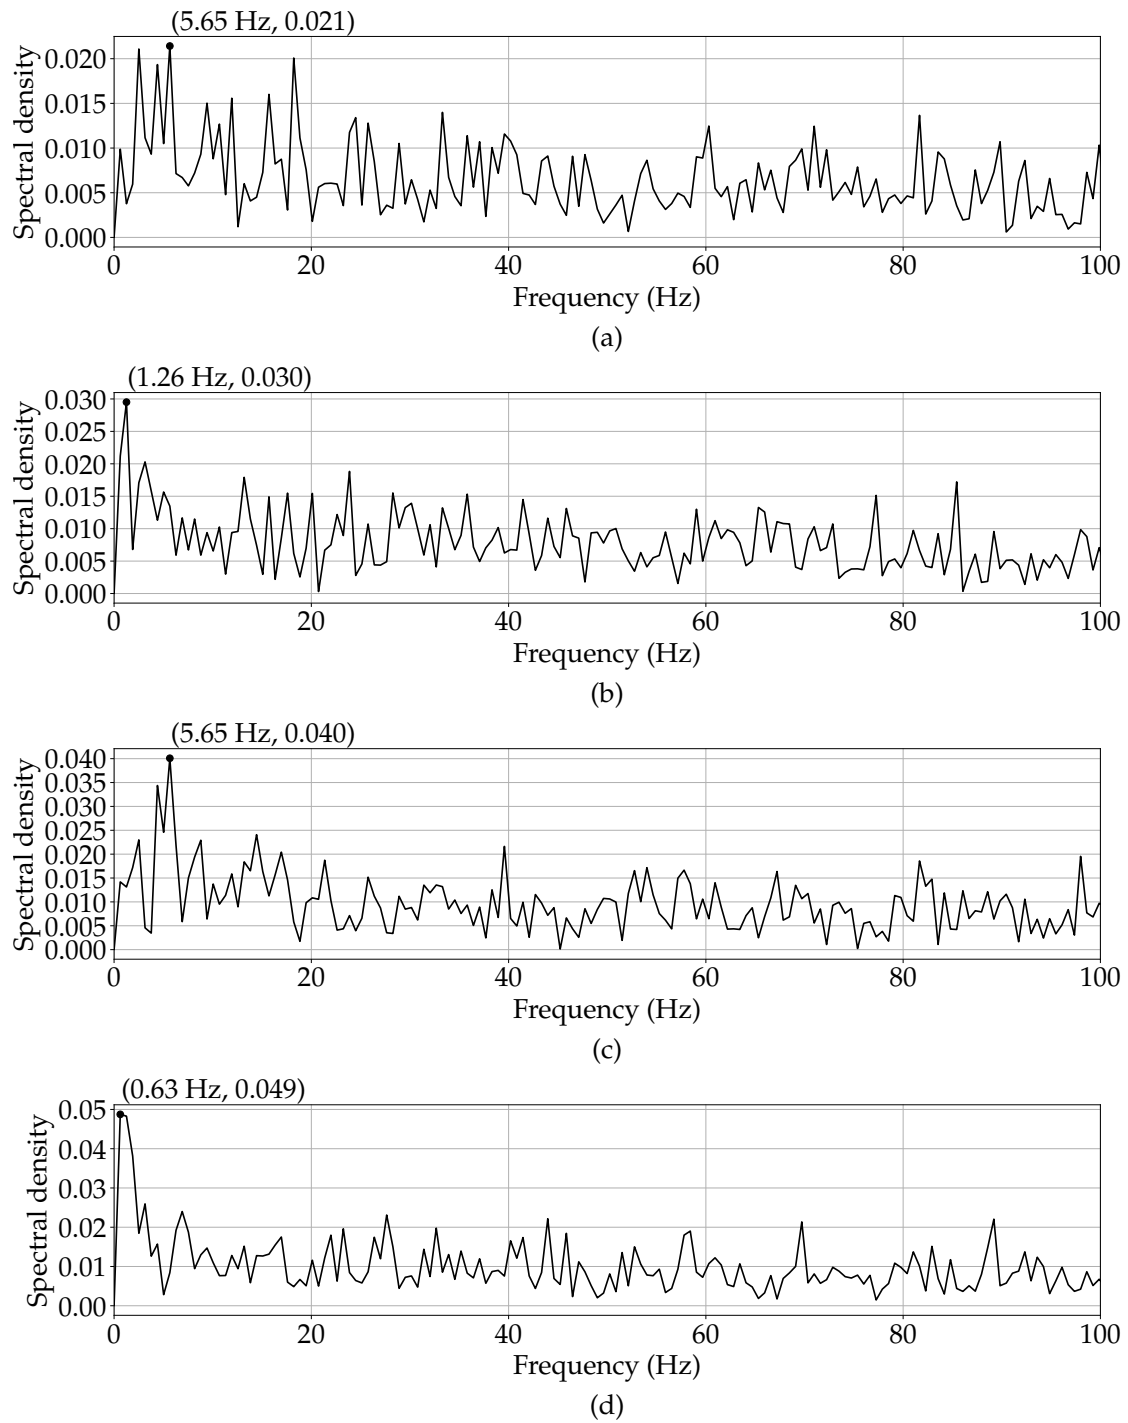 (5.65 Hz, 0.021)
Spectral density
0.020
0.015
0.010
0.005
0.000
0 20 40 60 80 100
Frequency (Hz)
(a)
(1.26 Hz, 0.030)
Spectral density
0.030
0.025
0.020
0.015
0.010
0.005
0.000
0 20 40 60 80 100
Frequency (Hz)
(b)
(5.65 Hz, 0.040)
Spectral density
0.040
0.035
0.030
0.025
0.020
0.015
0.010
0.005
0.000
0 20 40 60 80 100
Frequency (Hz)
(c)
(0.63 Hz, 0.049)
Spectral density
0.05
0.04
0.03
0.02
0.01
0.00
0 20 40 60 80 100
Frequency (Hz)
(d)